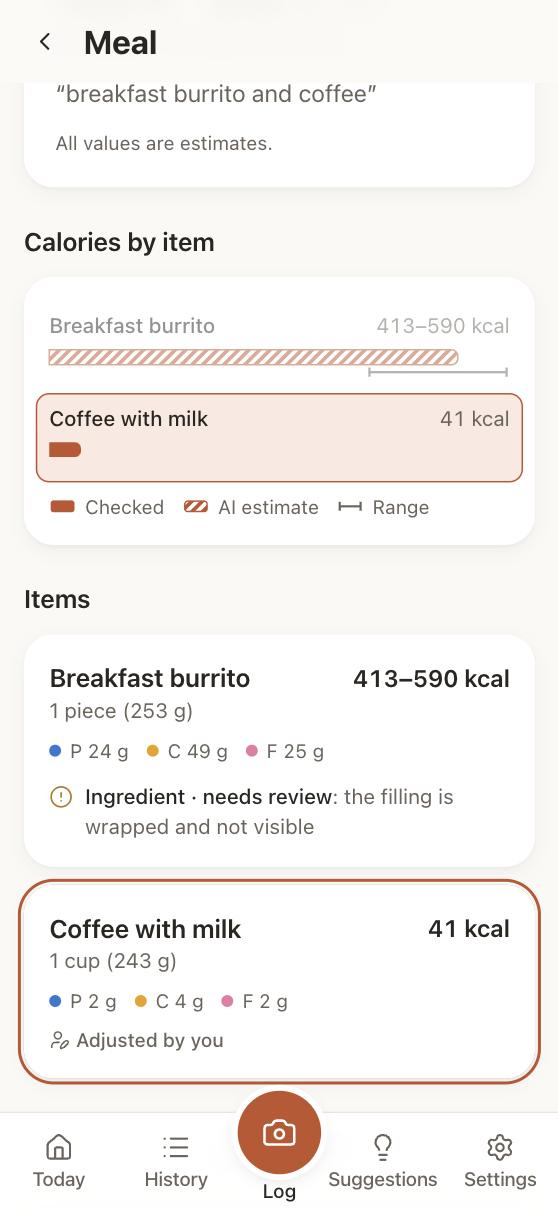 Meal
“breakfast burrito and coffee”
All values are estimates.
Calories by item
Breakfast burrito 413–590 kcal
Coffee with milk 41 kcal
Checked AI estimate Range
Items
Breakfast burrito 413–590 kcal
1 piece (253 g)
P 24 g C 49 g F 25 g
Ingredient · needs review: the filling is
wrapped and not visible
Coffee with milk 41 kcal
1 cup (243 g)
P 2 g C 4 g F 2 g
Adjusted by you
Today History Log Suggestions Settings